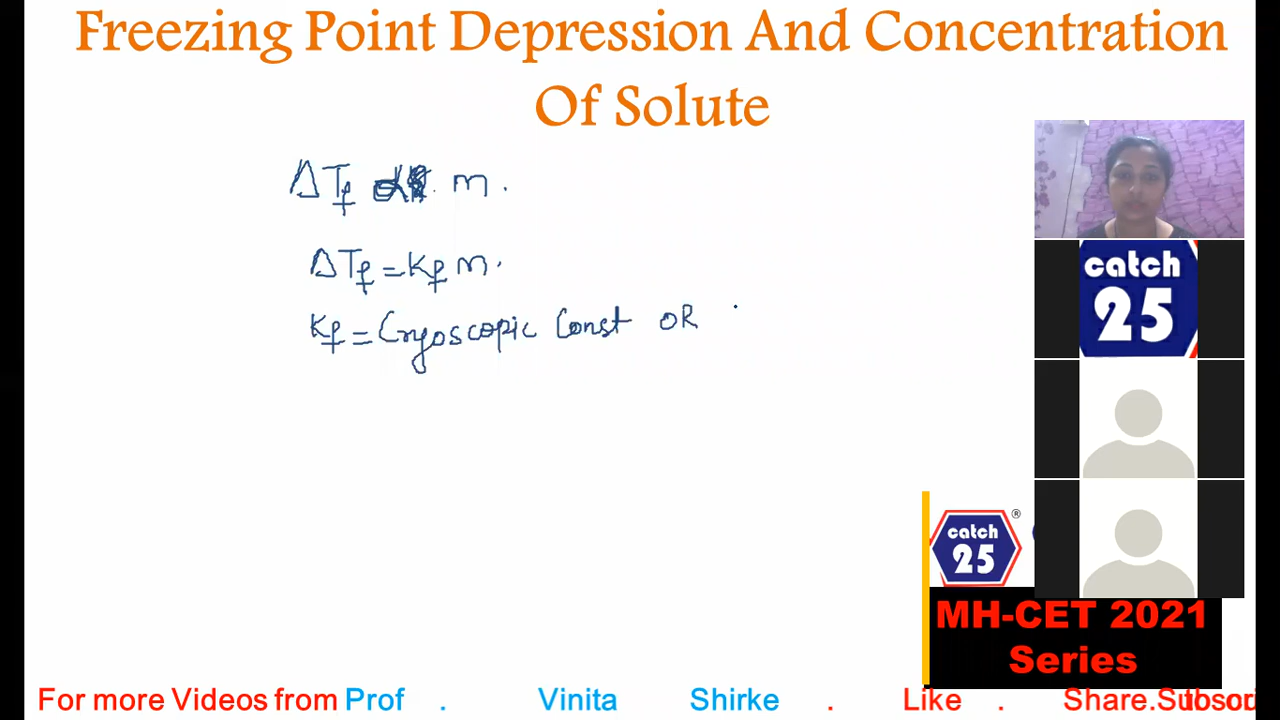 Freezing Point Depression And Concentration
Of Solute
ΔTf α m.
ΔTf = Kf m.
Kf = Cryoscopic Const OR
catch
25
catch
25
®
MH-CET 2021
Series
For more Videos from Prof . Vinita Shirke . Like . Share.